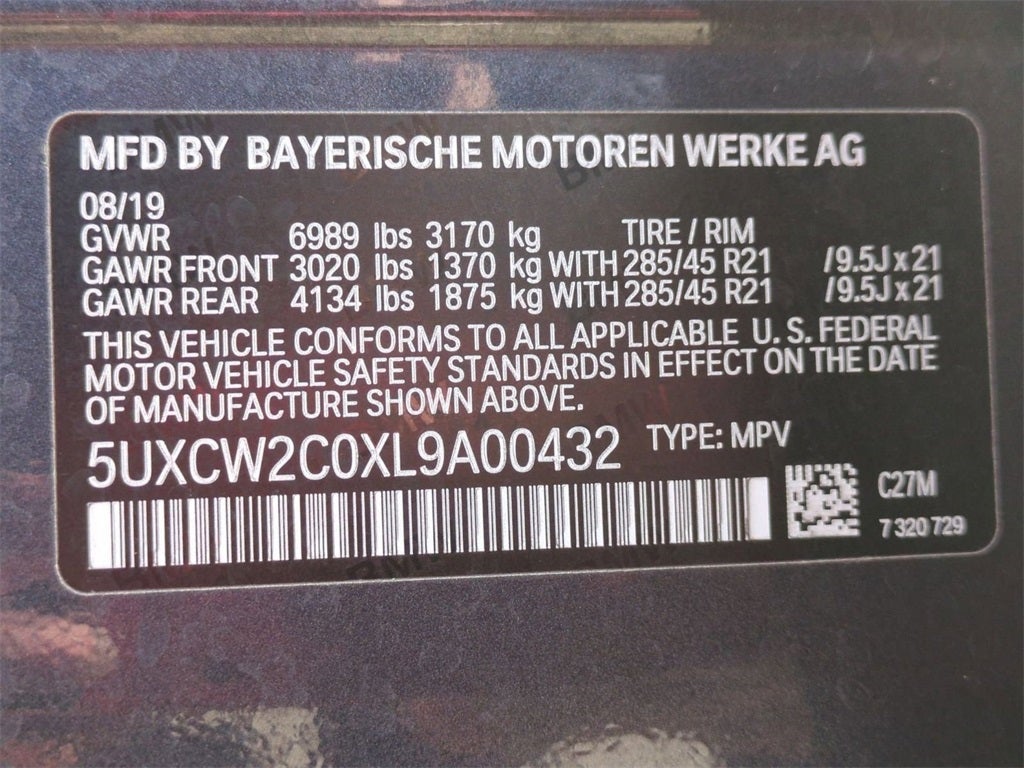 MFD BY BAYERISCHE MOTOREN WERKE AG
08/19
GVWR 6989 lbs 3170 kg TIRE / RIM
GAWR FRONT 3020 lbs 1370 kg WITH 285/45 R21 /9.5J x 21
GAWR REAR 4134 lbs 1875 kg WITH 285/45 R21 /9.5J x 21
THIS VEHICLE CONFORMS TO ALL APPLICABLE U. S. FEDERAL
MOTOR VEHICLE SAFETY STANDARDS IN EFFECT ON THE DATE
OF MANUFACTURE SHOWN ABOVE.
5UXCW2C0XL9A00432 TYPE: MPV
C27M
7 320 729